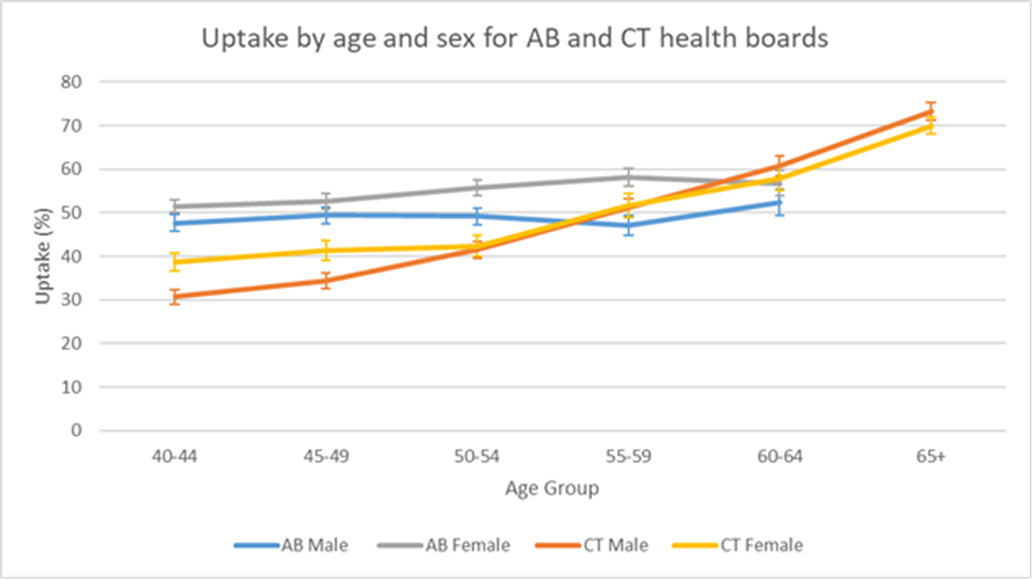 Uptake by age and sex for AB and CT health boards
80
70
60
50
40
30
20
10
0
Uptake (%)
40-44 45-49 50-54 55-59 60-64 65+
Age Group
AB Male AB Female CT Male CT Female